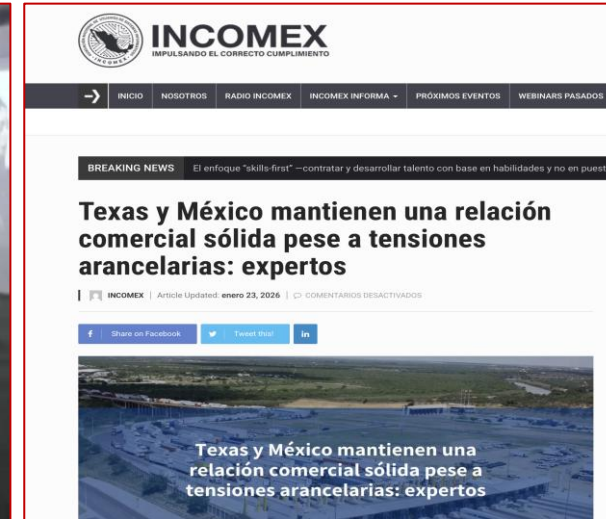 INCOMEX
IMPULSANDO EL CORRECTO CUMPLIMIENTO
INICIO NOSOTROS RADIO INCOMEX INCOMEX INFORMA PRÓXIMOS EVENTOS WEBINARS PASADOS
BREAKING NEWS El enfoque "skills-first" —contratar y desarrollar talento con base en habilidades y no en puest
Texas y México mantienen una relación
comercial sólida pese a tensiones
arancelarias: expertos
INCOMEX | Article Updated: enero 23, 2026 | COMENTARIOS DESACTIVADOS
f Share on Facebook Tweet this! in
Texas y México mantienen una
relación comercial sólida pese a
tensiones arancelarias: expertos